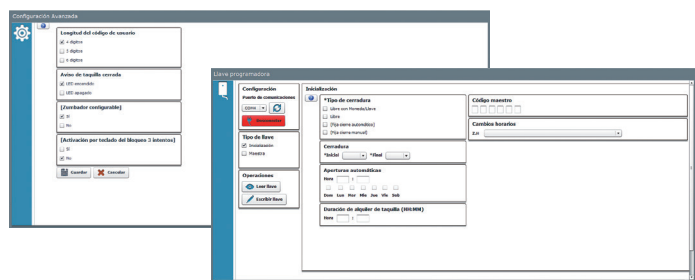 Configuración Avanzada
Longitud del código de usuario
4 dígitos
5 dígitos
6 dígitos
Aviso de taquilla cerrada
LED encendido
LED apagado
[Zumbador configurable]
Sí
No
[Activación por teclado del bloqueo 3 intentos]
Sí
No
Guardar
Cancelar
Llave programadora
Configuración
Puerto de comunicaciones
COM4
Desconectar
Tipo de llave
Inicialización
Maestra
Operaciones
Leer llave
Escribir llave
Inicialización
*Tipo de cerradura
Libre con Moneda/Llave
Libre
[Fija cierre automático]
[Fija cierre manual]
Cerradura
*Inicial
*Final
Aperturas automáticas
Hora :
Dom Lun Mar Mie Jue Vie Sab
Duración de alquiler de taquilla (HH:MM)
Hora :
Código maestro
Cambios horarios